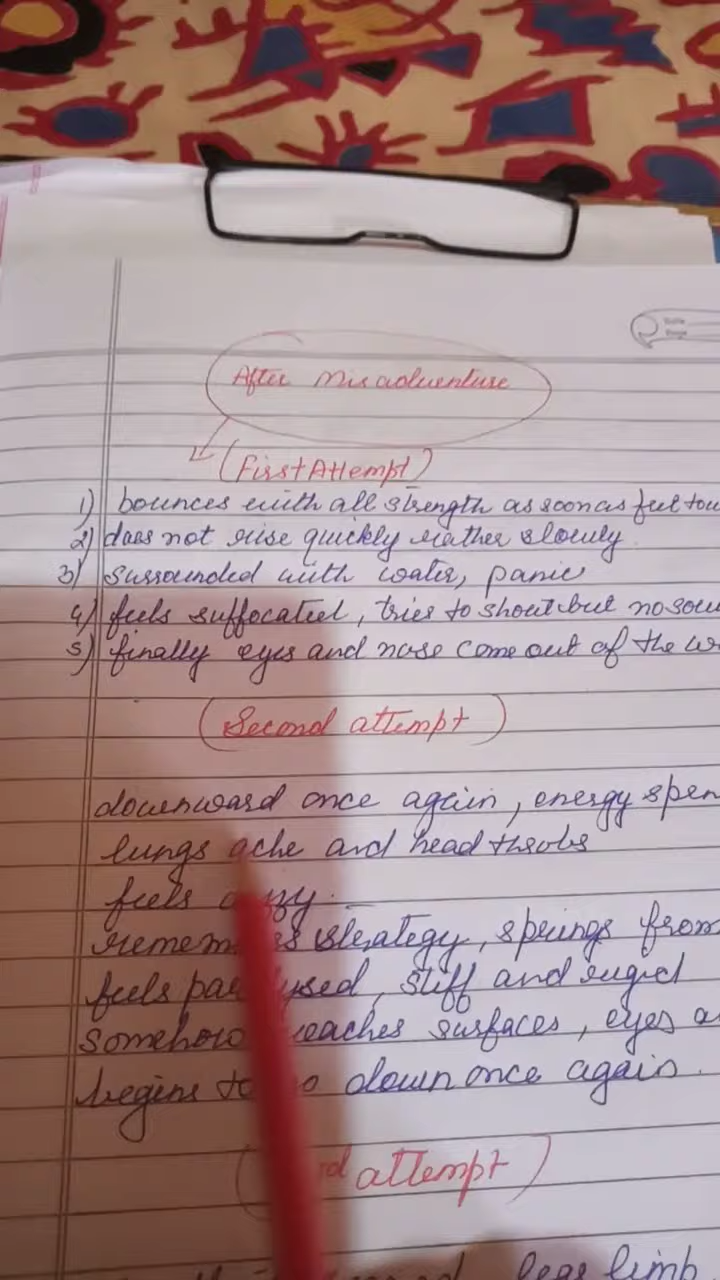 After Misadventure
(First Attempt)
1) bounces with all strength as soon as feet tou
2) does not rise quickly rather slowly.
3) surrounded with water, panic
4) feels suffocated, tries to shout but no sou
5) finally eyes and nose come out of the w
(Second attempt)
downward once again, energy spen
lungs ache and head throbs
feels
strategy, springs from
feels stiff and rigid
somehow reaches surfaces, eyes a
begins to down once again.
attempt)
legs limb